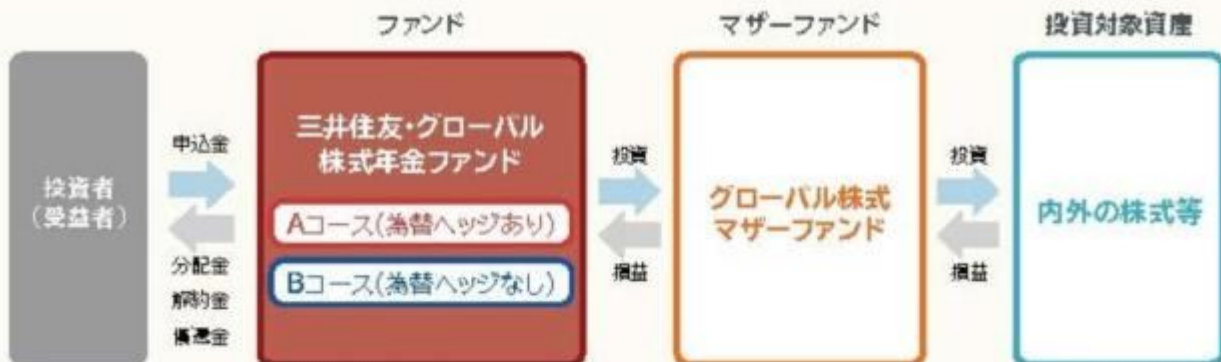 ファンド
マザーファンド
投資対象資産
投資者
(受益者)
申込金
分配金
解約金
償還金
三井住友・グローバル
株式年金ファンド
Aコース(為替ヘッジあり)
Bコース(為替ヘッジなし)
投資
損益
グローバル株式
マザーファンド
投資
損益
内外の株式等